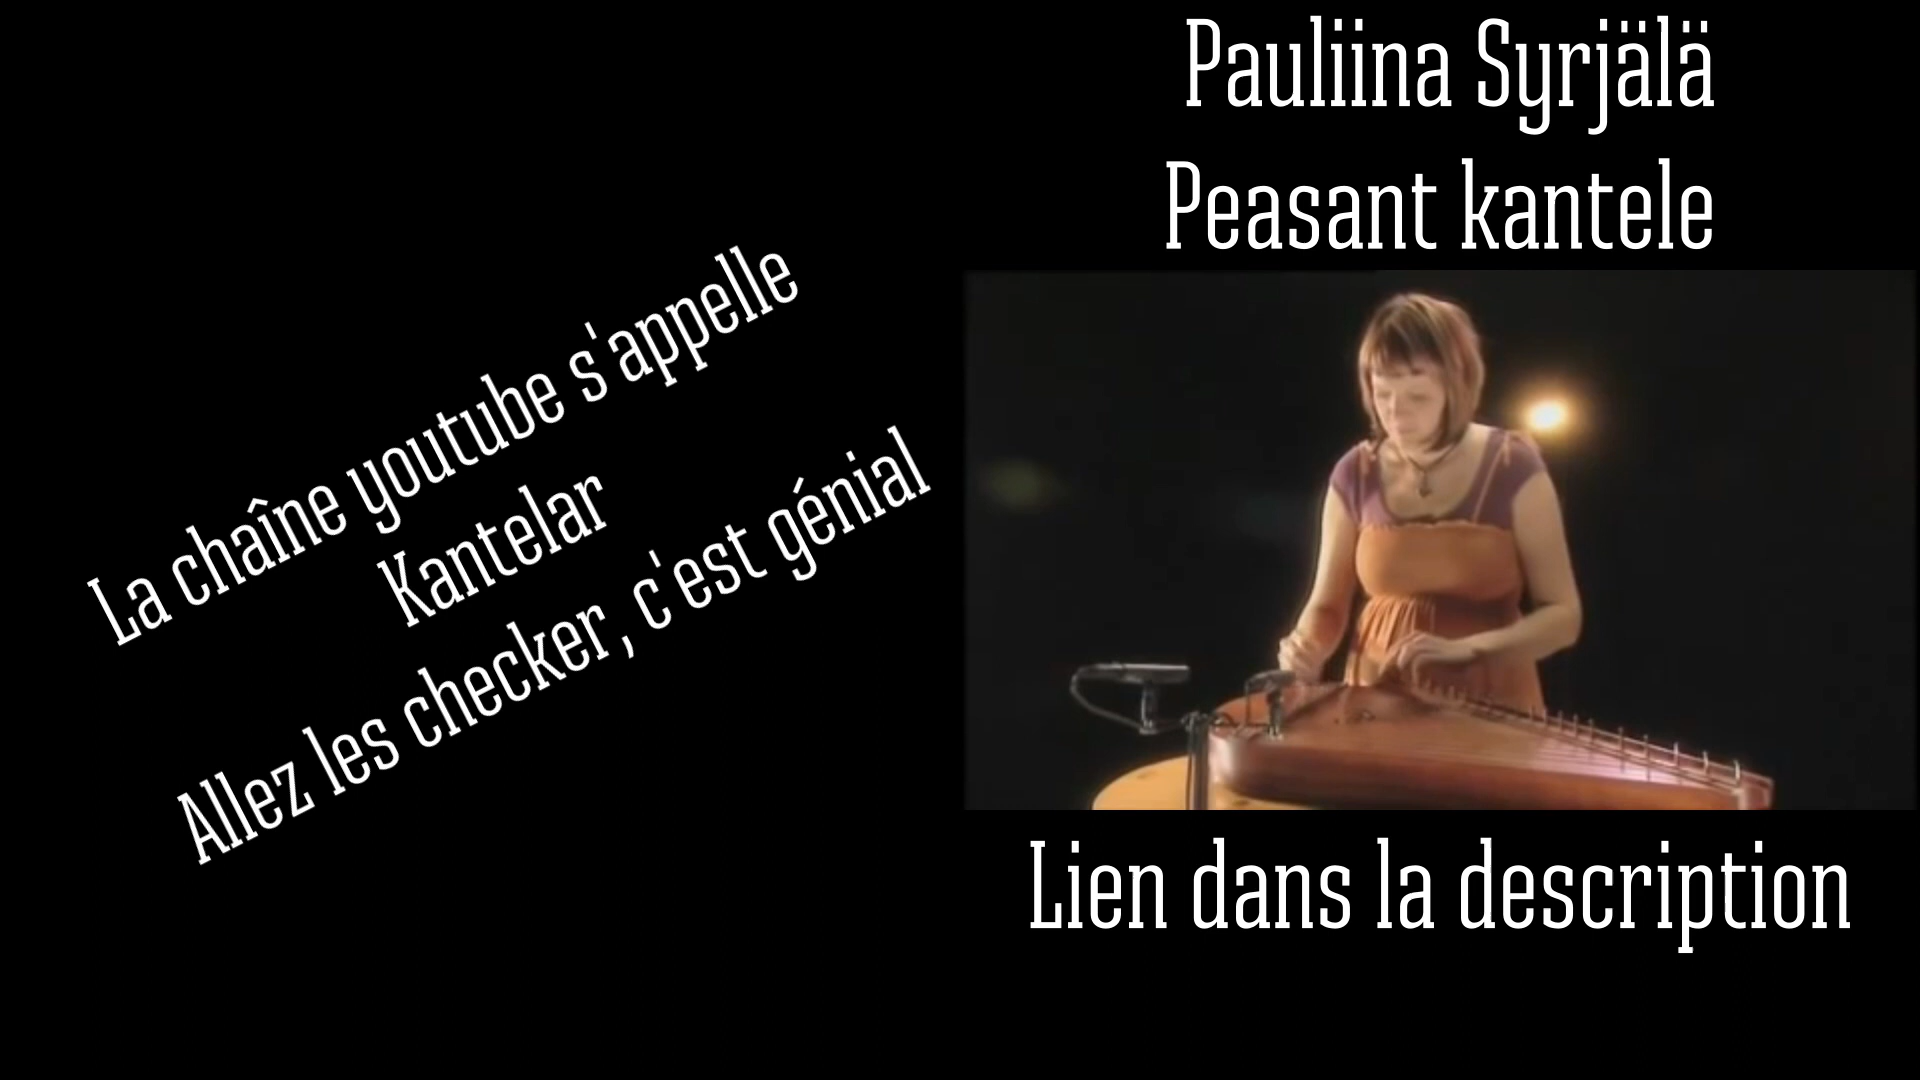 Pauliina Syrjälä
Peasant kantele
La chaîne youtube s'appelle
Kantelar
Allez les checker, c'est génial
Lien dans la description